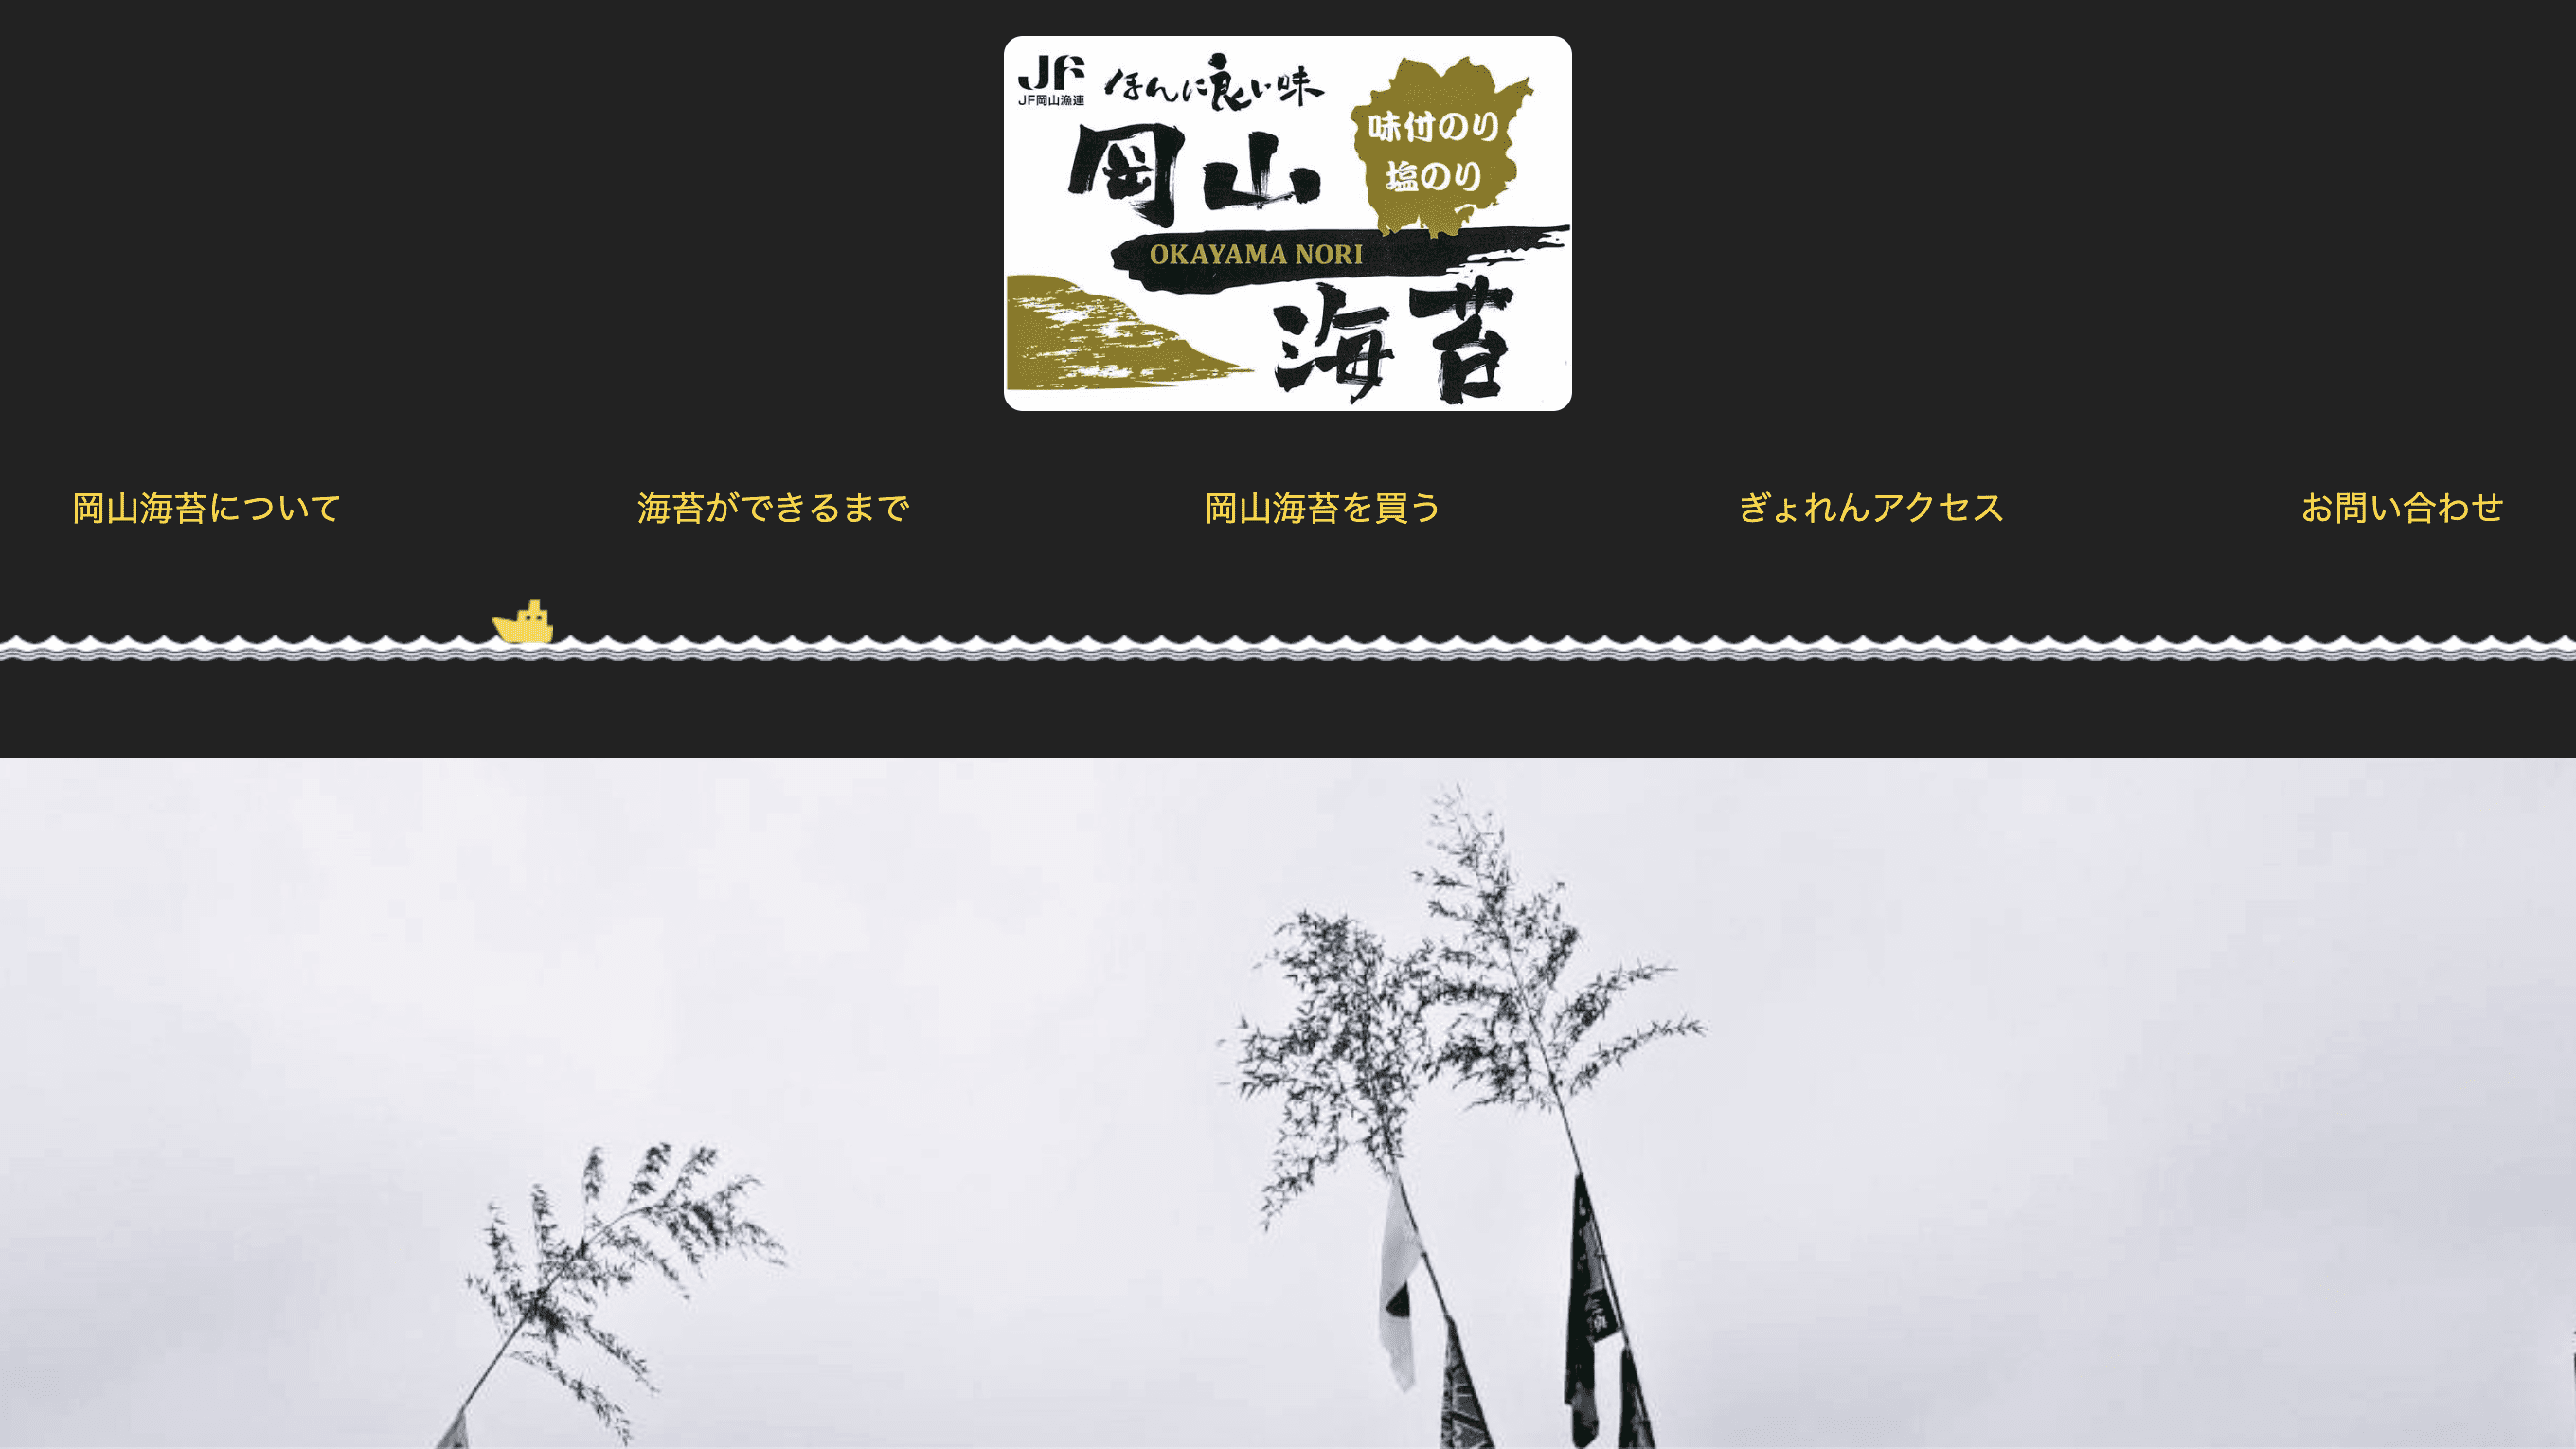 JF
JF岡山漁連
ほんに良い味
岡山
味付のり
塩のり
OKAYAMA NORI
海苔
岡山海苔について
海苔ができるまで
岡山海苔を買う
ぎょれんアクセス
お問い合わせ